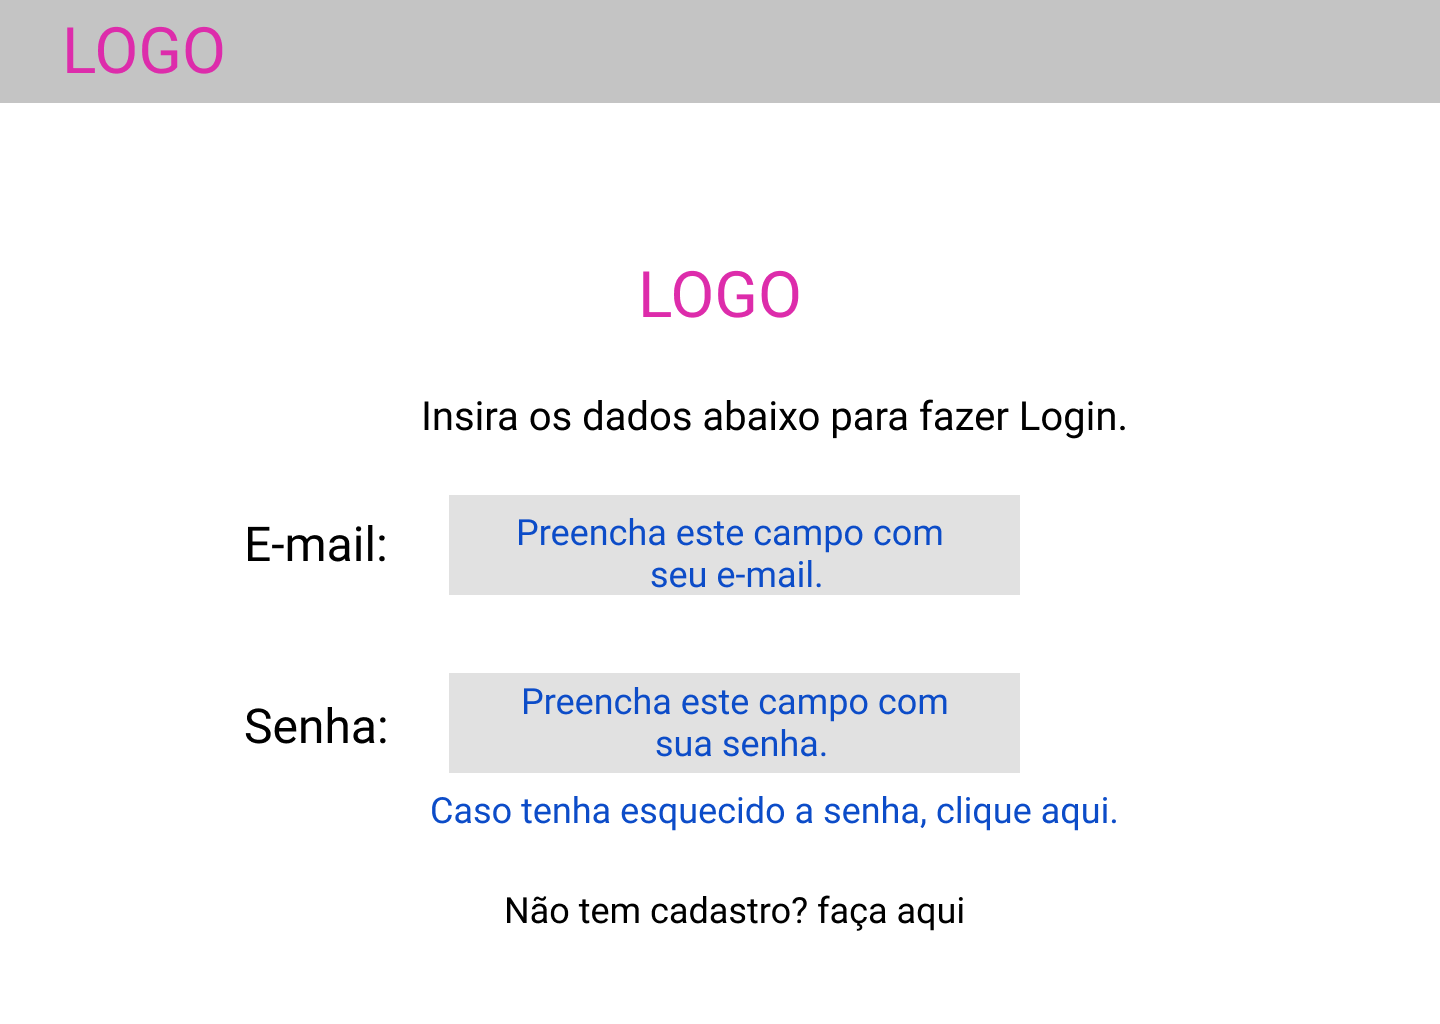 LOGO
LOGO
Insira os dados abaixo para fazer Login.
E-mail:
Preencha este campo com
seu e-mail.
Senha:
Preencha este campo com
sua senha.
Caso tenha esquecido a senha, clique aqui.
Não tem cadastro? faça aqui